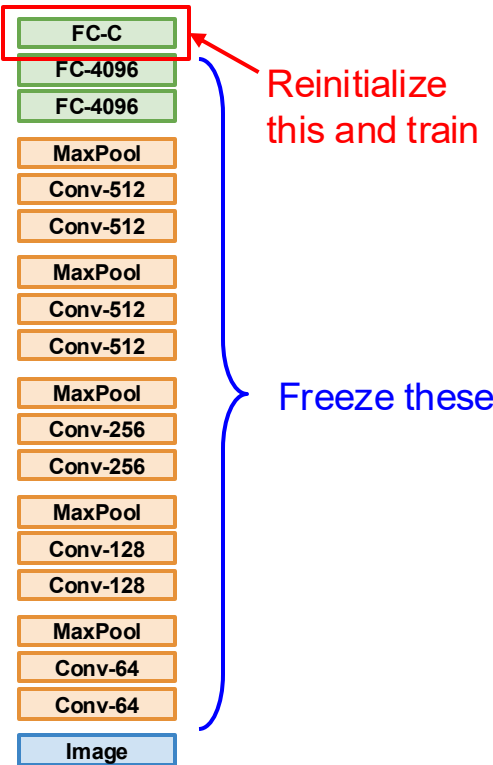 FC-C
FC-4096
FC-4096
MaxPool
Conv-512
Conv-512
MaxPool
Conv-512
Conv-512
MaxPool
Conv-256
Conv-256
MaxPool
Conv-128
Conv-128
MaxPool
Conv-64
Conv-64
Image
Reinitialize
this and train
Freeze these